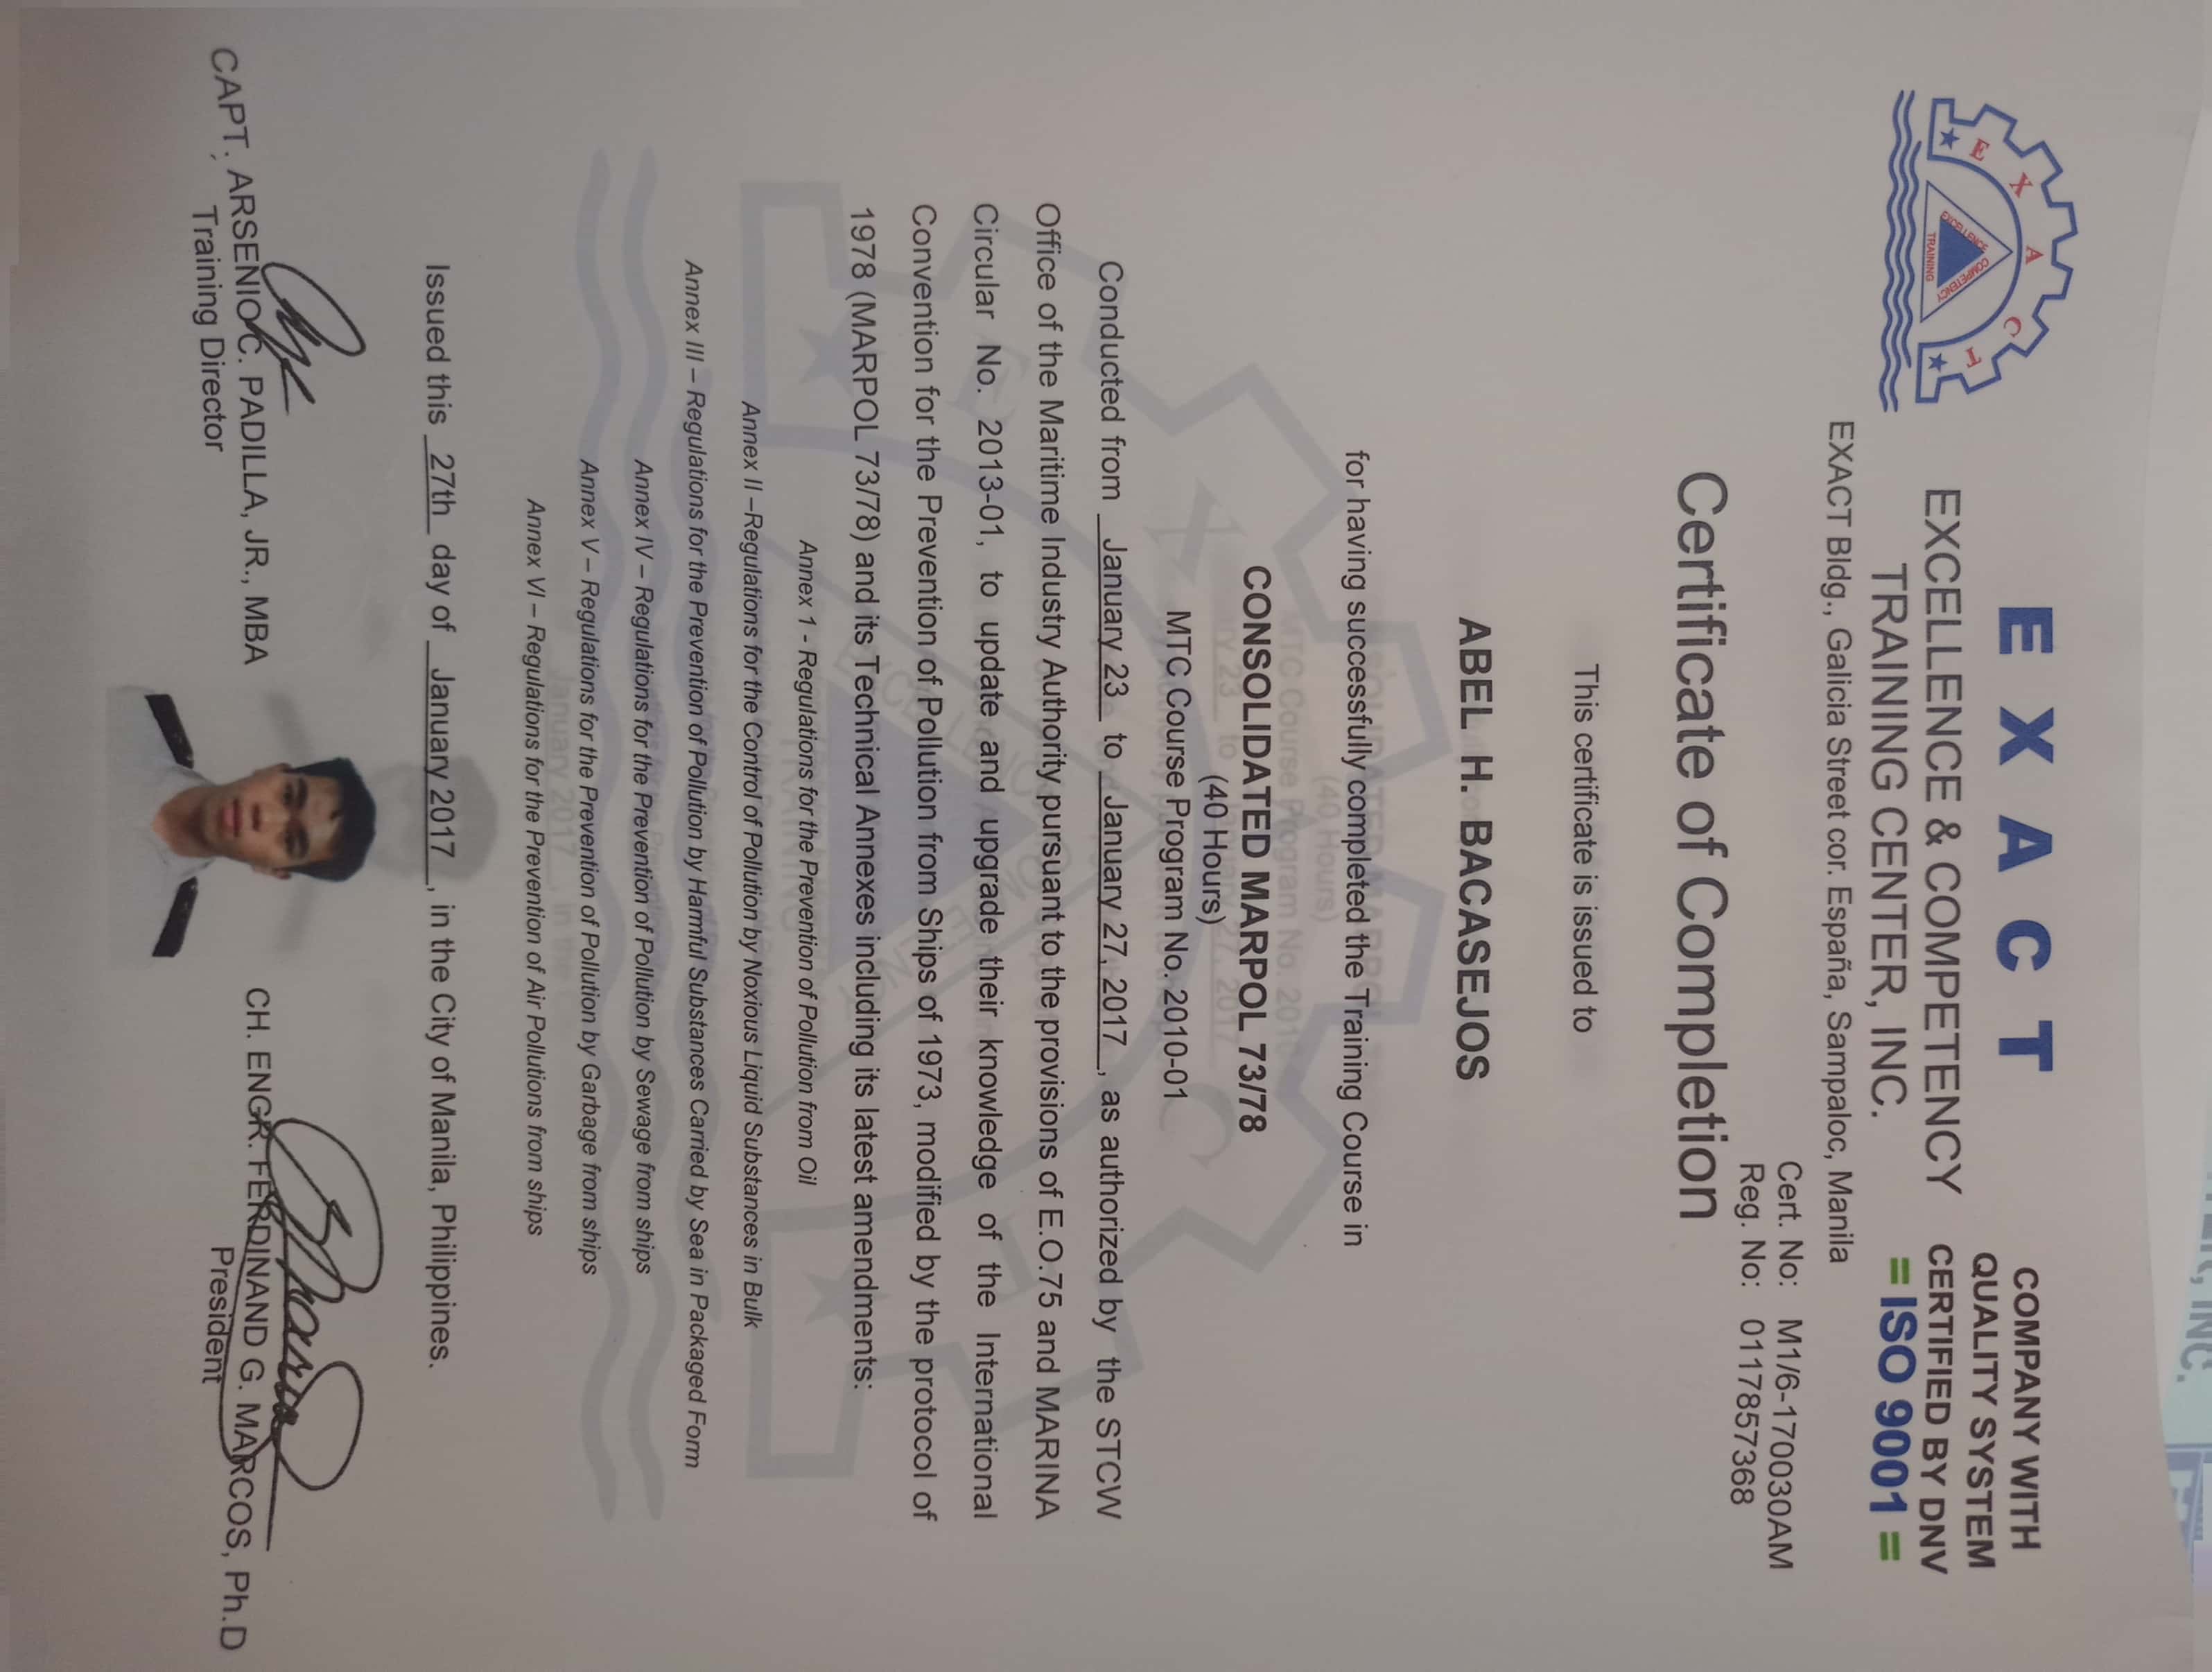 E X A C T
EXCELLENCE & COMPETENCY
TRAINING CENTER, INC.
EXACT Bldg., Galicia Street cor. España, Sampaloc, Manila
COMPANY WITH
QUALITY SYSTEM
CERTIFIED BY DNV
= ISO 9001 =
E X A C T
EXCELLENCE
COMPETENCY
TRAINING
Cert. No: M1/6-170030AM
Reg. No: 0117857368
Certificate of Completion
This certificate is issued to
ABEL H. BACASEJOS
for having successfully completed the Training Course in
CONSOLIDATED MARPOL 73/78
(40 Hours)
MTC Course Program No. 2010-01
Conducted from January 23 to January 27, 2017, as authorized by the STCW
Office of the Maritime Industry Authority pursuant to the provisions of E.O.75 and MARINA
Circular No. 2013-01, to update and upgrade their knowledge of the International
Convention for the Prevention of Pollution from Ships of 1973, modified by the protocol of
1978 (MARPOL 73/78) and its Technical Annexes including its latest amendments:
Annex 1 - Regulations for the Prevention of Pollution from Oil
Annex II –Regulations for the Control of Pollution by Noxious Liquid Substances in Bulk
Annex III – Regulations for the Prevention of Pollution by Harmful Substances Carried by Sea in Packaged Form
Annex IV – Regulations for the Prevention of Pollution by Sewage from ships
Annex V – Regulations for the Prevention of Pollution by Garbage from ships
Annex VI – Regulations for the Prevention of Air Pollutions from ships
Issued this 27th day of January 2017, in the City of Manila, Philippines.
CAPT. ARSENIO C. PADILLA, JR., MBA
Training Director
CH. ENGR. FERDINAND G. MARCOS, Ph.D
President